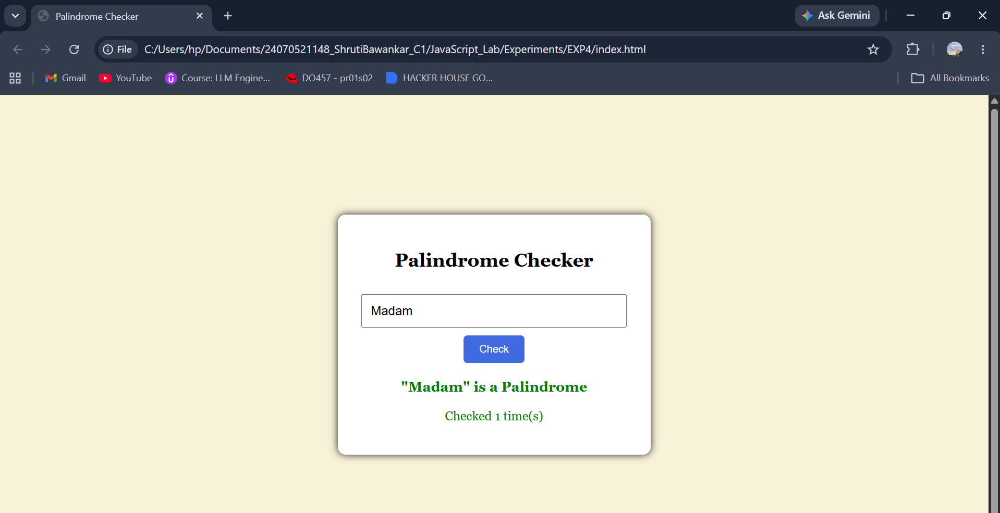 Palindrome Checker
Ask Gemini
File C:/Users/hp/Documents/24070521148_ShrutiBawankar_C1/JavaScript_Lab/Experiments/EXP4/index.html
Gmail YouTube Course: LLM Engine... DO457 - pr01s02 HACKER HOUSE GO... All Bookmarks
Palindrome Checker
Madam
Check
"Madam" is a Palindrome
Checked 1 time(s)